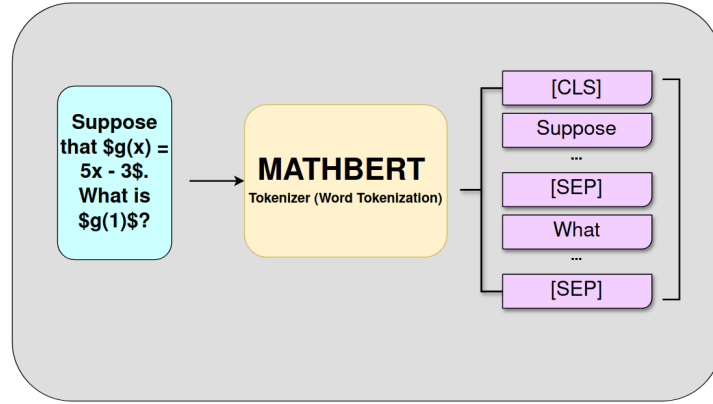 Suppose
that $g(x) =
5x - 3$.
What is
$g(1)$?
MATHBERT
Tokenizer (Word Tokenization)
[CLS]
Suppose
...
[SEP]
What
...
[SEP]